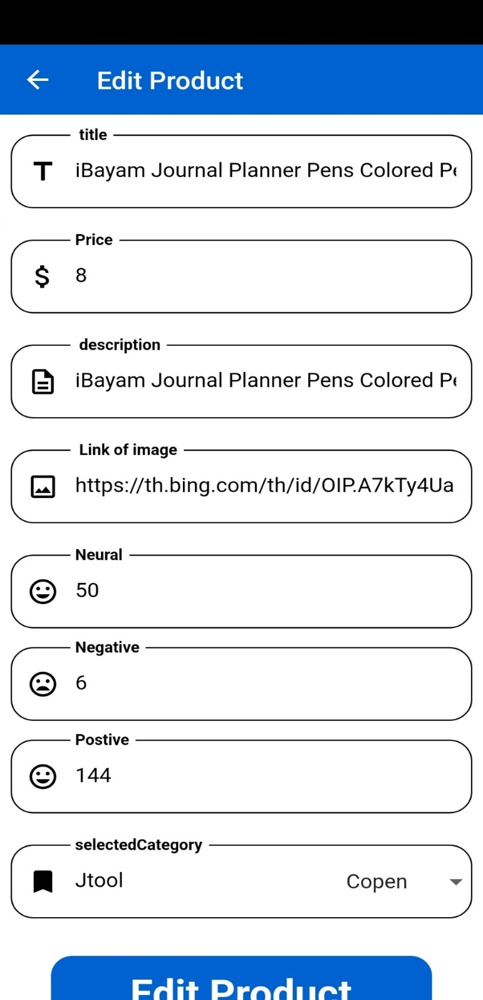 Edit Product
title
iBayam Journal Planner Pens Colored
Price
$ 8
description
iBayam Journal Planner Pens Colored
Link of image
https://th.bing.com/th/id/OIP.A7kTy4Ua
Neural
50
Negative
6
Postive
144
selectedCategory
Jtool Copen
Edit Product